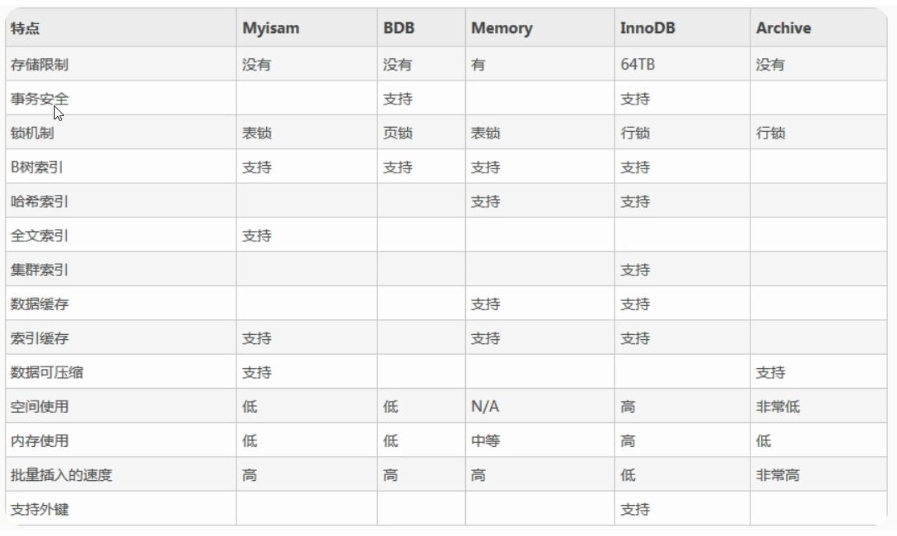 特点 Myisam BDB Memory InnoDB Archive
存储限制 没有 没有 有 64TB 没有
事务安全 支持 支持
锁机制 表锁 页锁 表锁 行锁 行锁
B树索引 支持 支持 支持 支持
哈希索引 支持 支持
全文索引 支持
集群索引 支持
数据缓存 支持 支持
索引缓存 支持 支持 支持
数据可压缩 支持 支持
空间使用 低 低 N/A 高 非常低
内存使用 低 低 中等 高 低
批量插入的速度 高 高 高 低 非常高
支持外键 支持